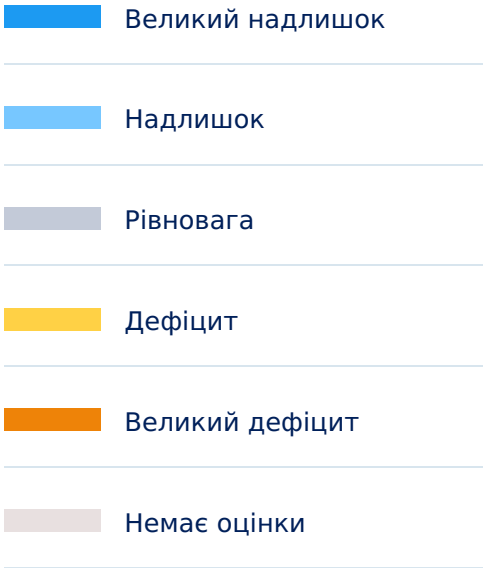 Великий надлишок
Надлишок
Рівновага
Дефіцит
Великий дефіцит
Немає оцінки